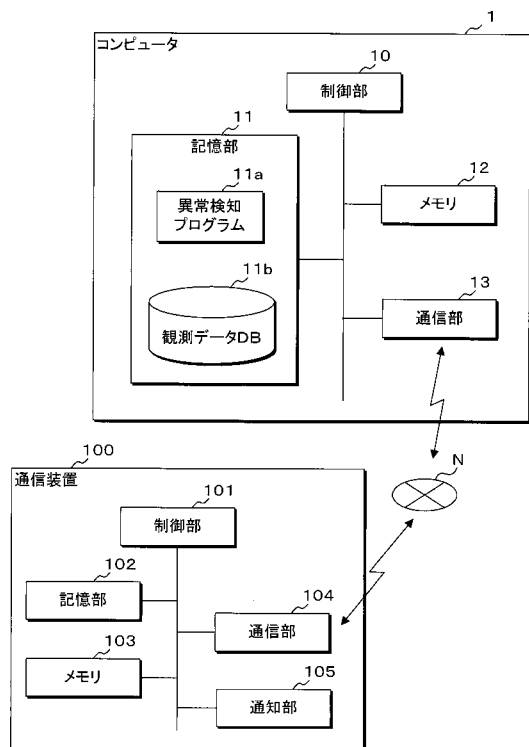 1
コンピュータ
10
制御部
11
記憶部
11a
異常検知
プログラム
11b
観測データDB
12
メモリ
13
通信部
N
100
通信装置
101
制御部
102
記憶部
103
メモリ
104
通信部
105
通知部